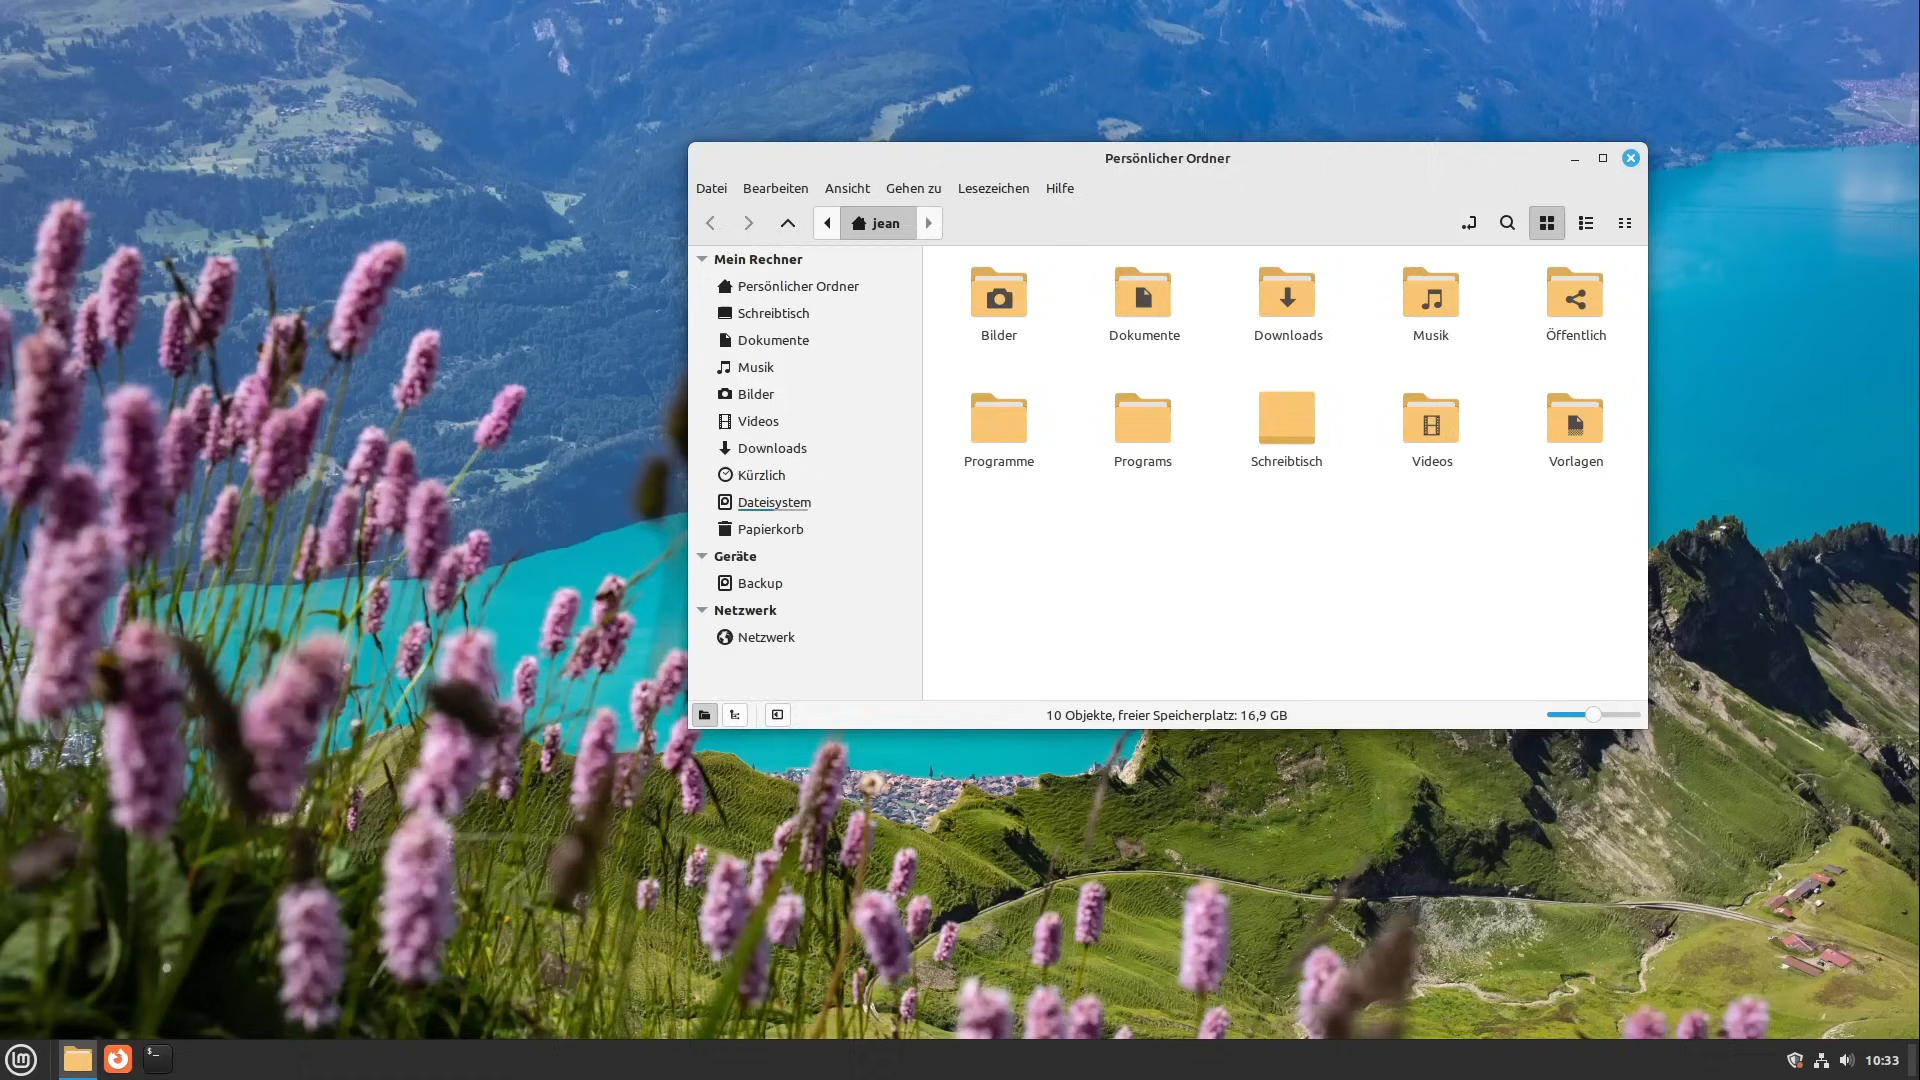 Persönlicher Ordner
Datei Bearbeiten Ansicht Gehen zu Lesezeichen Hilfe
jean
Mein Rechner
Persönlicher Ordner
Schreibtisch
Dokumente
Musik
Bilder
Videos
Downloads
Kürzlich
Dateisystem
Papierkorb
Geräte
Backup
Netzwerk
Netzwerk
Bilder Dokumente Downloads Musik Öffentlich
Programme Programs Schreibtisch Videos Vorlagen
10 Objekte, freier Speicherplatz: 16,9 GB
$_
10:33